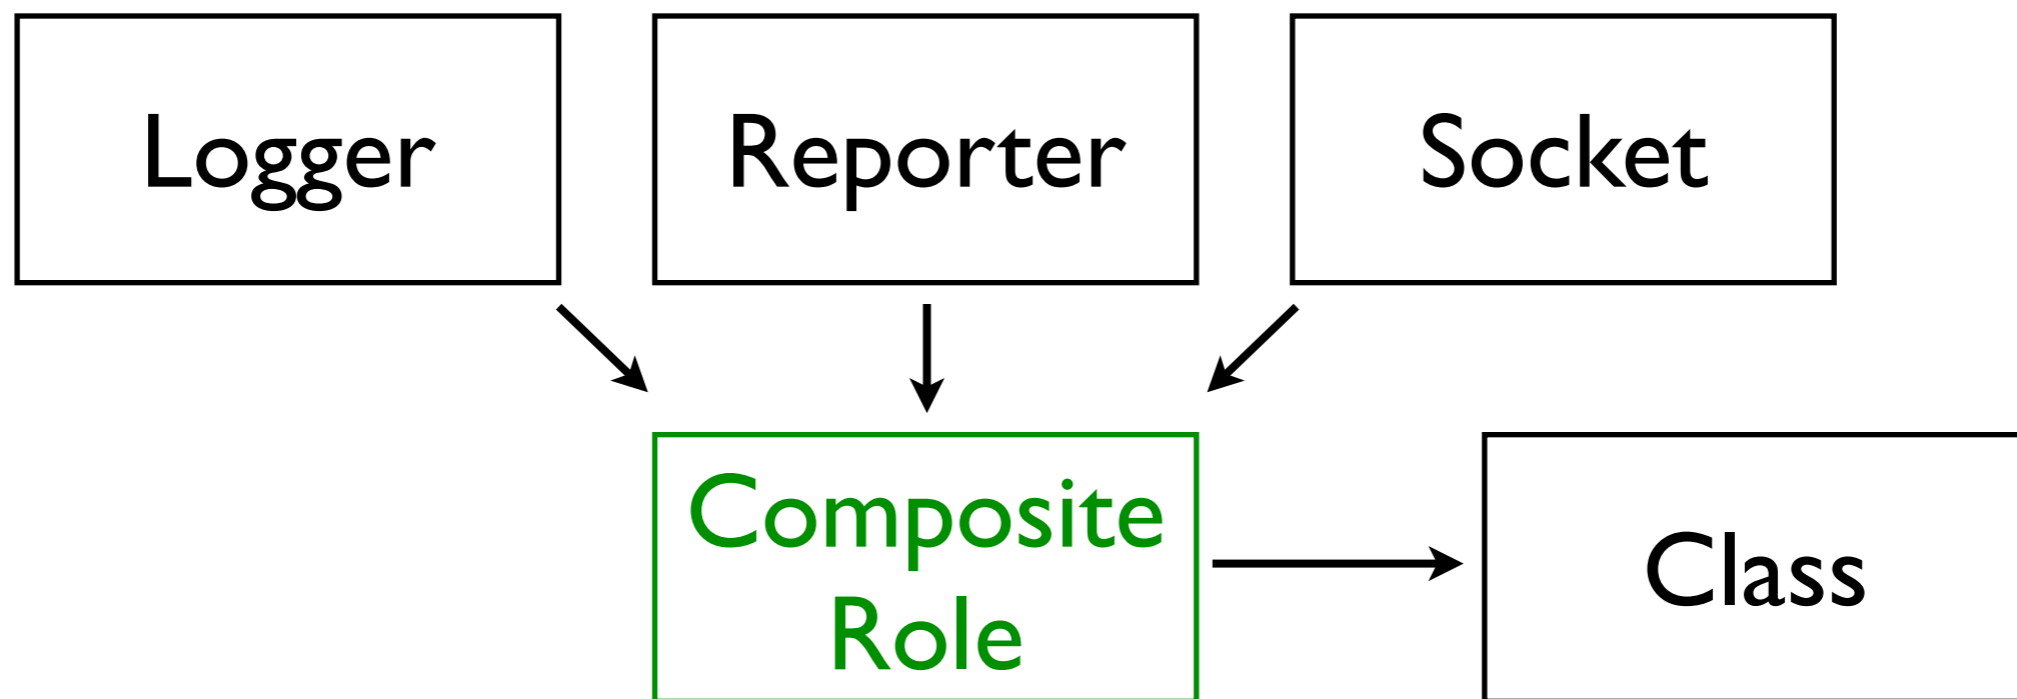 Logger
Reporter
Socket
Composite
Role
Class